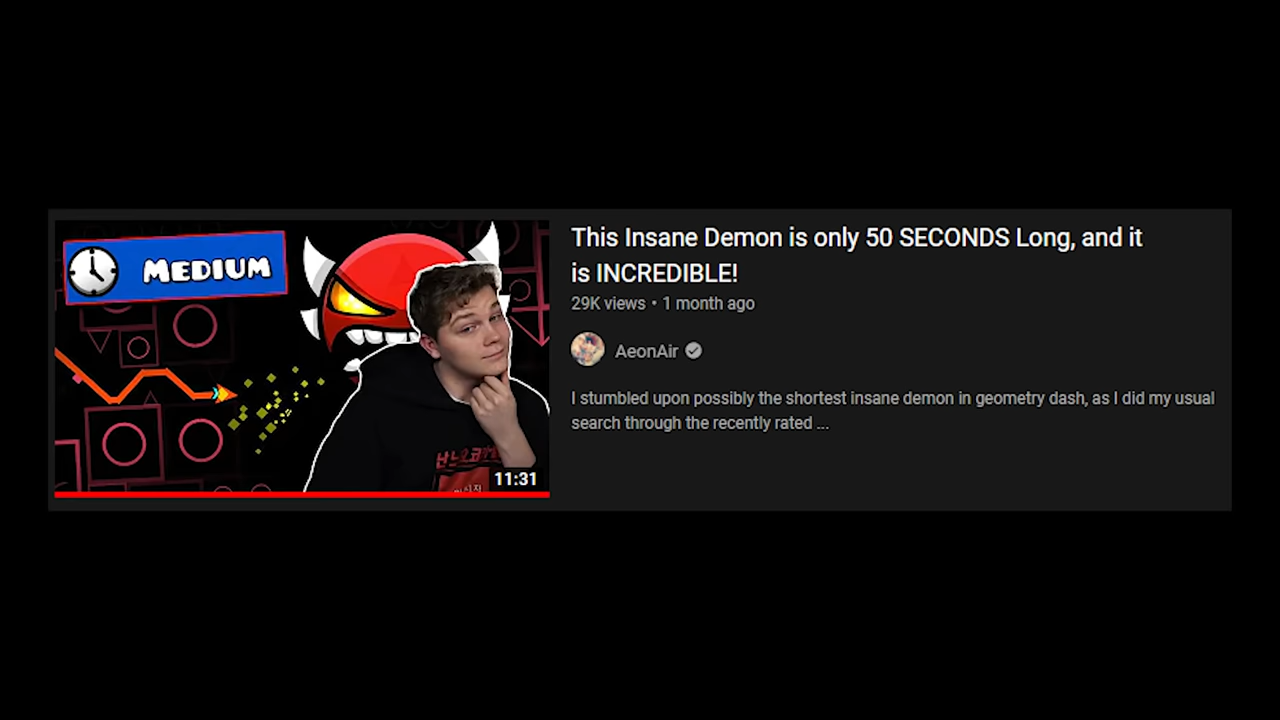 MEDIUM
11:31
This Insane Demon is only 50 SECONDS Long, and it
is INCREDIBLE!
29K views • 1 month ago
AeonAir
I stumbled upon possibly the shortest insane demon in geometry dash, as I did my usual
search through the recently rated ...